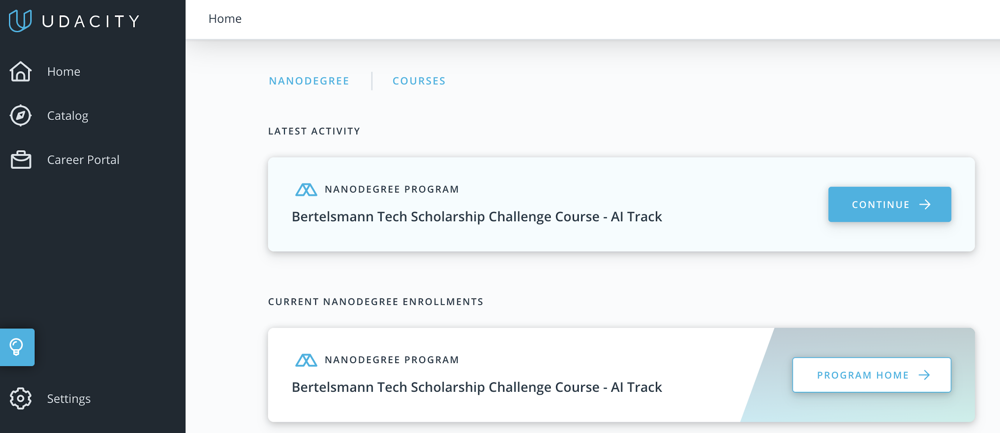 UDACITY
Home
Catalog
Career Portal
Settings
Home
NANODEGREE
COURSES
LATEST ACTIVITY
NANODEGREE PROGRAM
Bertelsmann Tech Scholarship Challenge Course - AI Track
CONTINUE
CURRENT NANODEGREE ENROLLMENTS
NANODEGREE PROGRAM
Bertelsmann Tech Scholarship Challenge Course - AI Track
PROGRAM HOME